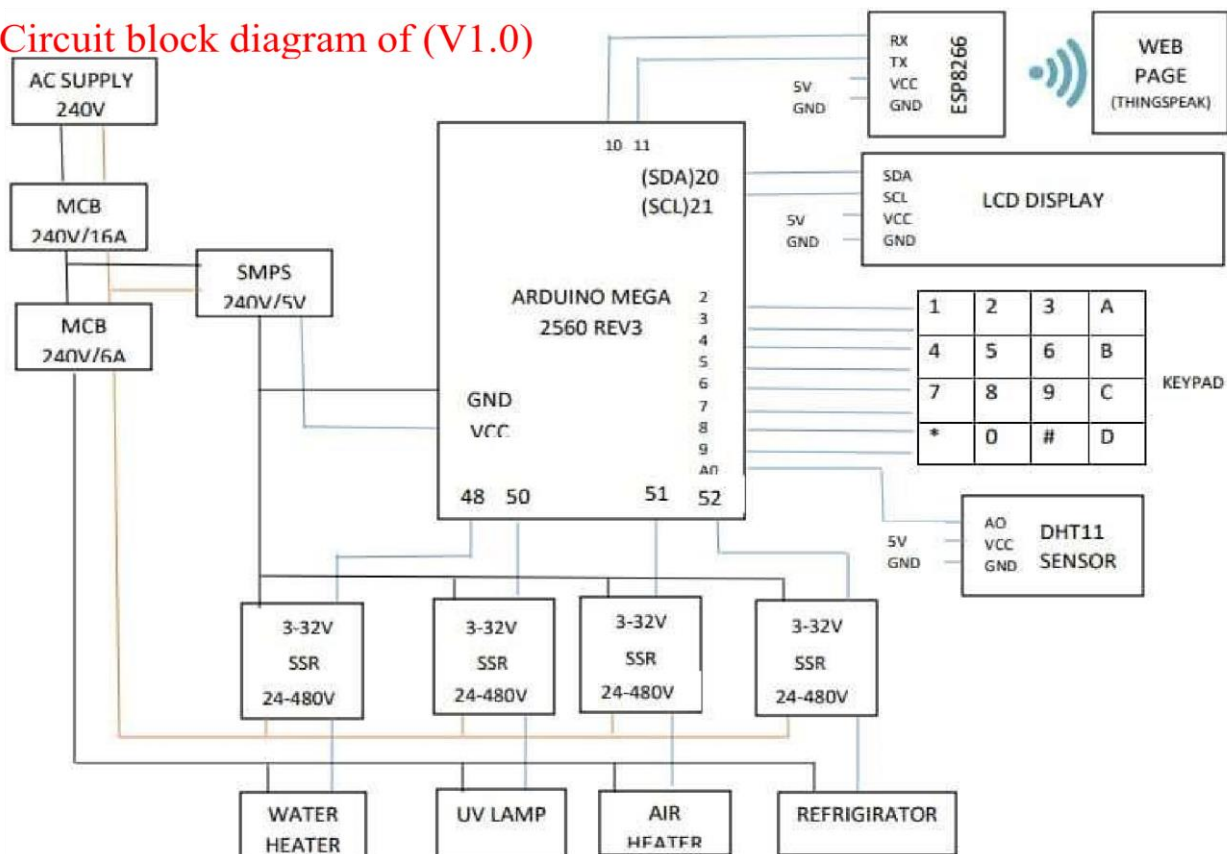 Circuit block diagram of (V1.0)
AC SUPPLY
240V
MCB
240V/16A
MCB
240V/6A
SMPS
240V/5V
ARDUINO MEGA
2560 REV3
10 11
(SDA)20
(SCL)21
2
3
4
5
6
7
8
9
A0
GND
VCC
48 50 51 52
RX
TX
VCC
GND
5V
GND
ESP8266
WEB
PAGE
(THINGSPEAK)
SDA
SCL
VCC
GND
5V
GND
LCD DISPLAY
1 2 3 A
4 5 6 B
7 8 9 C
* 0 # D
KEYPAD
AO
VCC
GND
5V
GND
DHT11
SENSOR
3-32V
SSR
24-480V
3-32V
SSR
24-480V
3-32V
SSR
24-480V
3-32V
SSR
24-480V
WATER
HEATER
UV LAMP
AIR
HEATER
REFRIGIRATOR